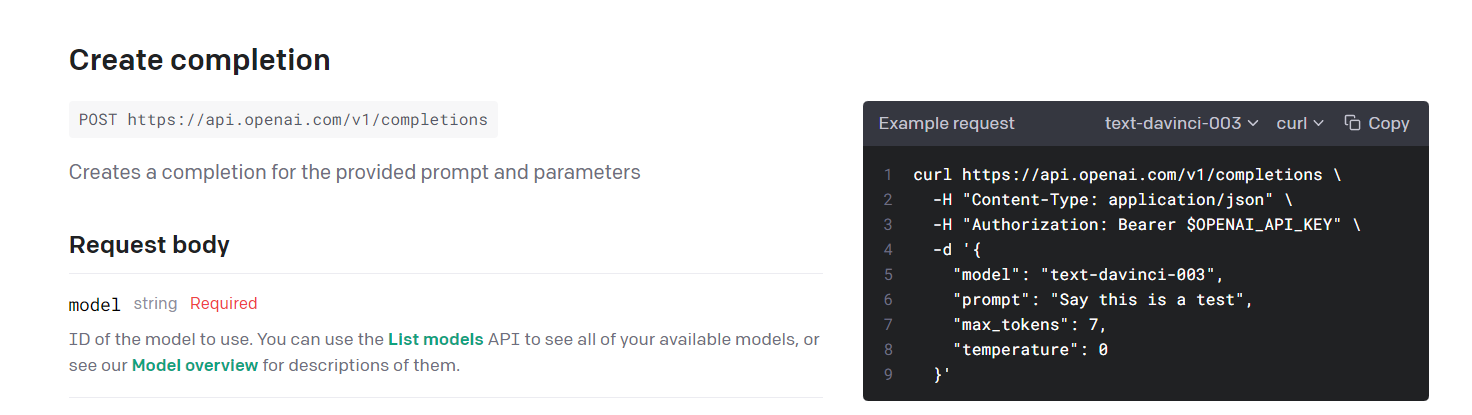 Create completion
POST https://api.openai.com/v1/completions
Creates a completion for the provided prompt and parameters
Request body
model string Required
ID of the model to use. You can use the List models API to see all of your available models, or
see our Model overview for descriptions of them.
Example request text-davinci-003 curl Copy
1 curl https://api.openai.com/v1/completions \
2 -H "Content-Type: application/json" \
3 -H "Authorization: Bearer $OPENAI_API_KEY" \
4 -d '{
5 "model": "text-davinci-003",
6 "prompt": "Say this is a test",
7 "max_tokens": 7,
8 "temperature": 0
9 }'